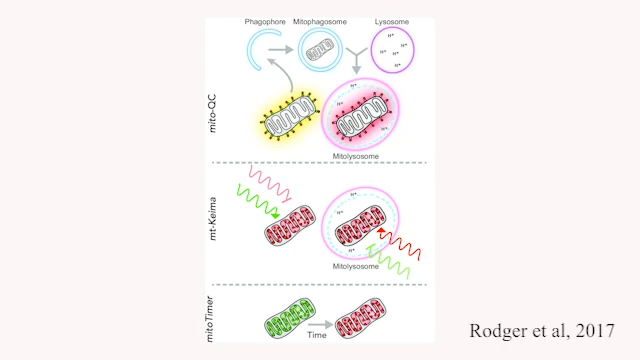 Phagophore Mitophagosome Lysosome
H⁺
H⁺
H⁺ H⁺
H⁺
mito-QC
H⁺
H⁺
H⁺
Mitolysosome
mt-Keima
H⁺
H⁺
H⁺
Mitolysosome
mitoTimer
Time
Rodger et al, 2017